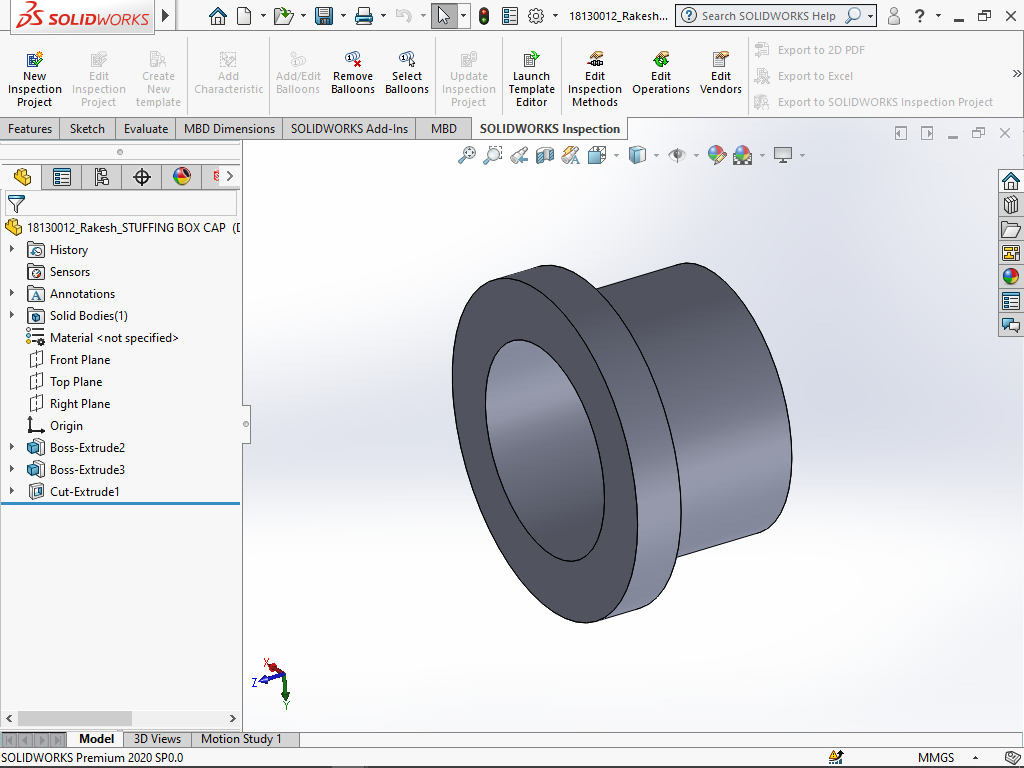 SOLIDWORKS
18130012_Rakesh...
Search SOLIDWORKS Help
?
New Inspection Project
Edit Inspection Project
Create New template
Add Characteristic
Add/Edit Balloons
Remove Balloons
Select Balloons
Update Inspection Project
Launch Template Editor
Edit Inspection Methods
Edit Operations
Edit Vendors
Export to 2D PDF
Export to Excel
Export to SOLIDWORKS Inspection Project
Features
Sketch
Evaluate
MBD Dimensions
SOLIDWORKS Add-Ins
MBD
SOLIDWORKS Inspection
18130012_Rakesh_STUFFING BOX CAP (D
History
Sensors
Annotations
Solid Bodies(1)
Material <not specified>
Front Plane
Top Plane
Right Plane
Origin
Boss-Extrude2
Boss-Extrude3
Cut-Extrude1
X
Z
Y
Model
3D Views
Motion Study 1
SOLIDWORKS Premium 2020 SP0.0
MMGS